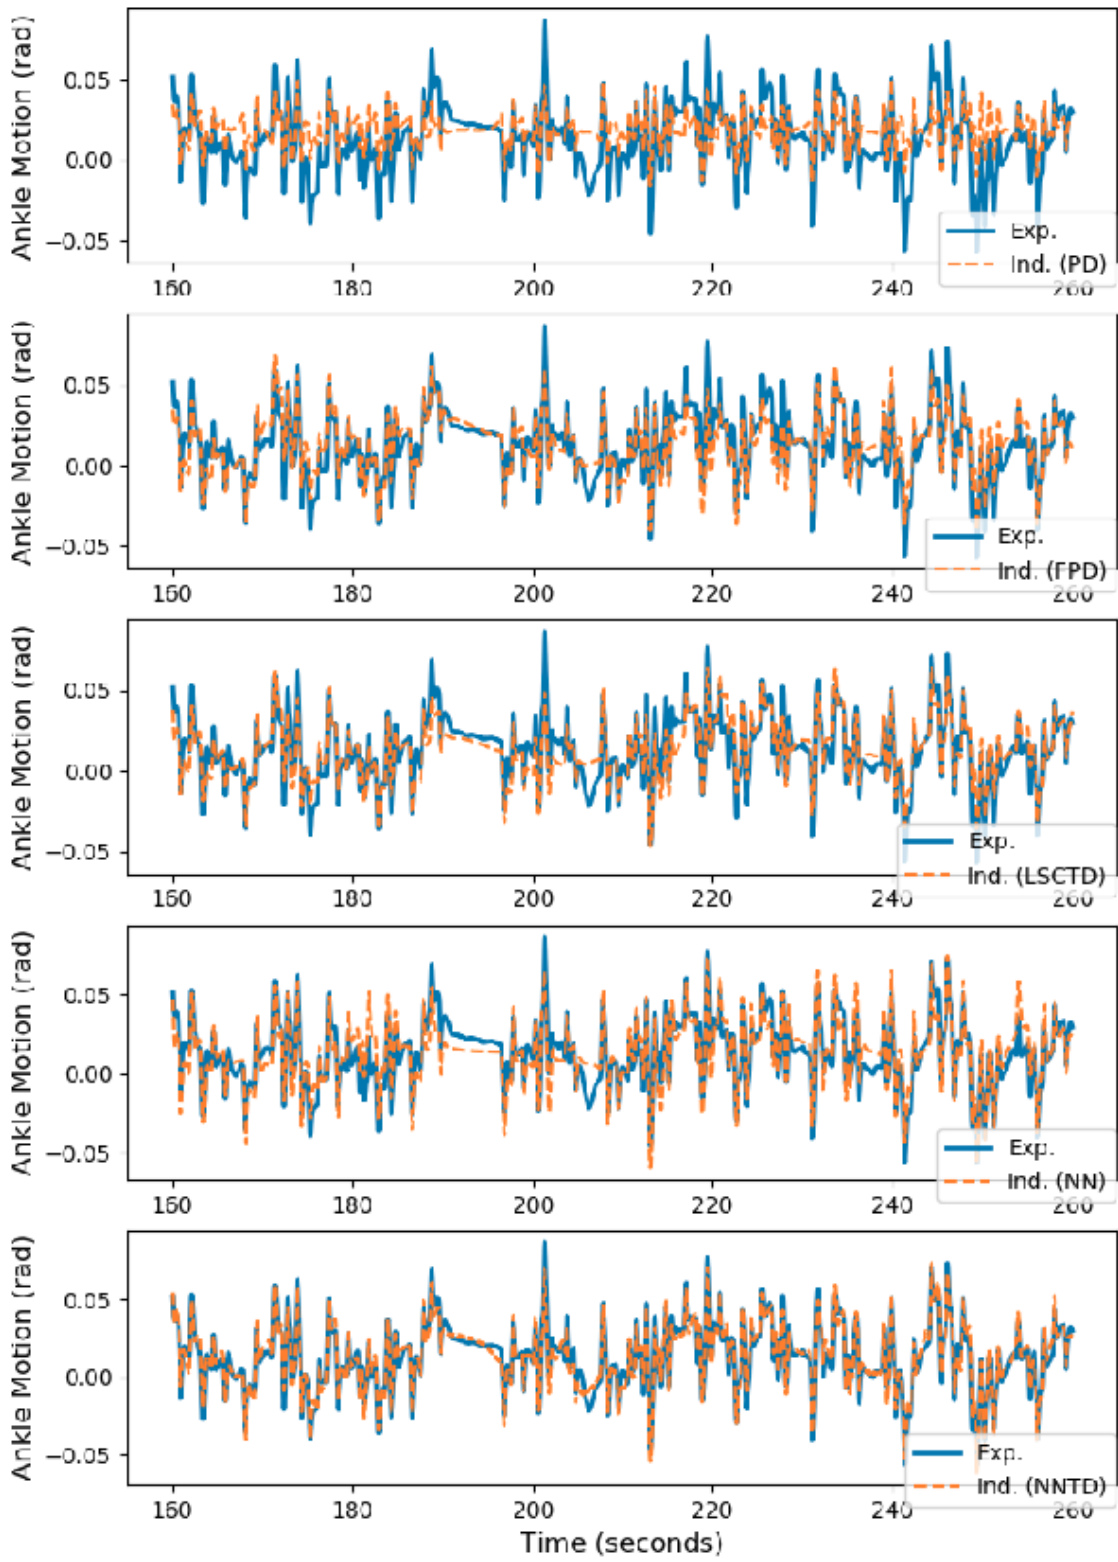 Ankle Motion (rad)
0.05
0.00
−0.05
Exp.
Ind. (PD)
160 180 200 220 240 260
Ankle Motion (rad)
0.05
0.00
−0.05
Exp.
Ind. (FPD)
160 180 200 220 240 260
Ankle Motion (rad)
0.05
0.00
−0.05
Exp.
Ind. (LSCTD)
160 180 200 220 240 260
Ankle Motion (rad)
0.05
0.00
−0.05
Exp.
Ind. (NN)
160 180 200 220 240 260
Ankle Motion (rad)
0.05
0.00
−0.05
Exp.
Ind. (NNTD)
160 180 200 220 240 260
Time (seconds)